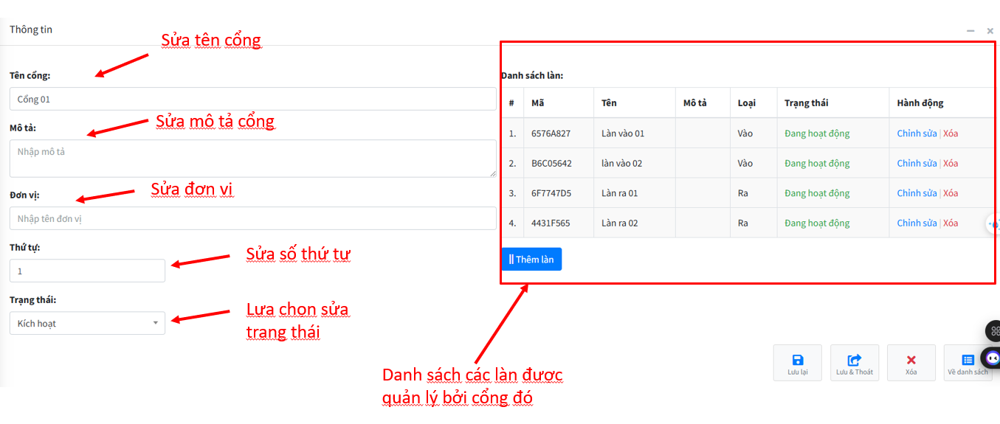 Thông tin
Sửa tên cổng
Tên cổng:
Cổng 01
Sửa mô tả cổng
Mô tả:
Nhập mô tả
Sửa đơn vị
Đơn vị:
Nhập tên đơn vị
Thứ tự:
Sửa số thứ tự
1
Trạng thái:
Lưa chọn sửa
trạng thái
Kích hoạt
Danh sách làn:
# Mã Tên Mô tả Loại Trạng thái Hành động
1. 6576A827 Làn vào 01 Vào Đang hoạt động Chỉnh sửa | Xóa
2. B6C05642 làn vào 02 Vào Đang hoạt động Chỉnh sửa | Xóa
3. 6F7747D5 Làn ra 01 Ra Đang hoạt động Chỉnh sửa | Xóa
4. 4431F565 Làn ra 02 Ra Đang hoạt động Chỉnh sửa | Xóa
Thêm làn
Danh sách các làn được
quản lý bởi cổng đó
Lưu lại Lưu & Thoát Xóa Về danh sách